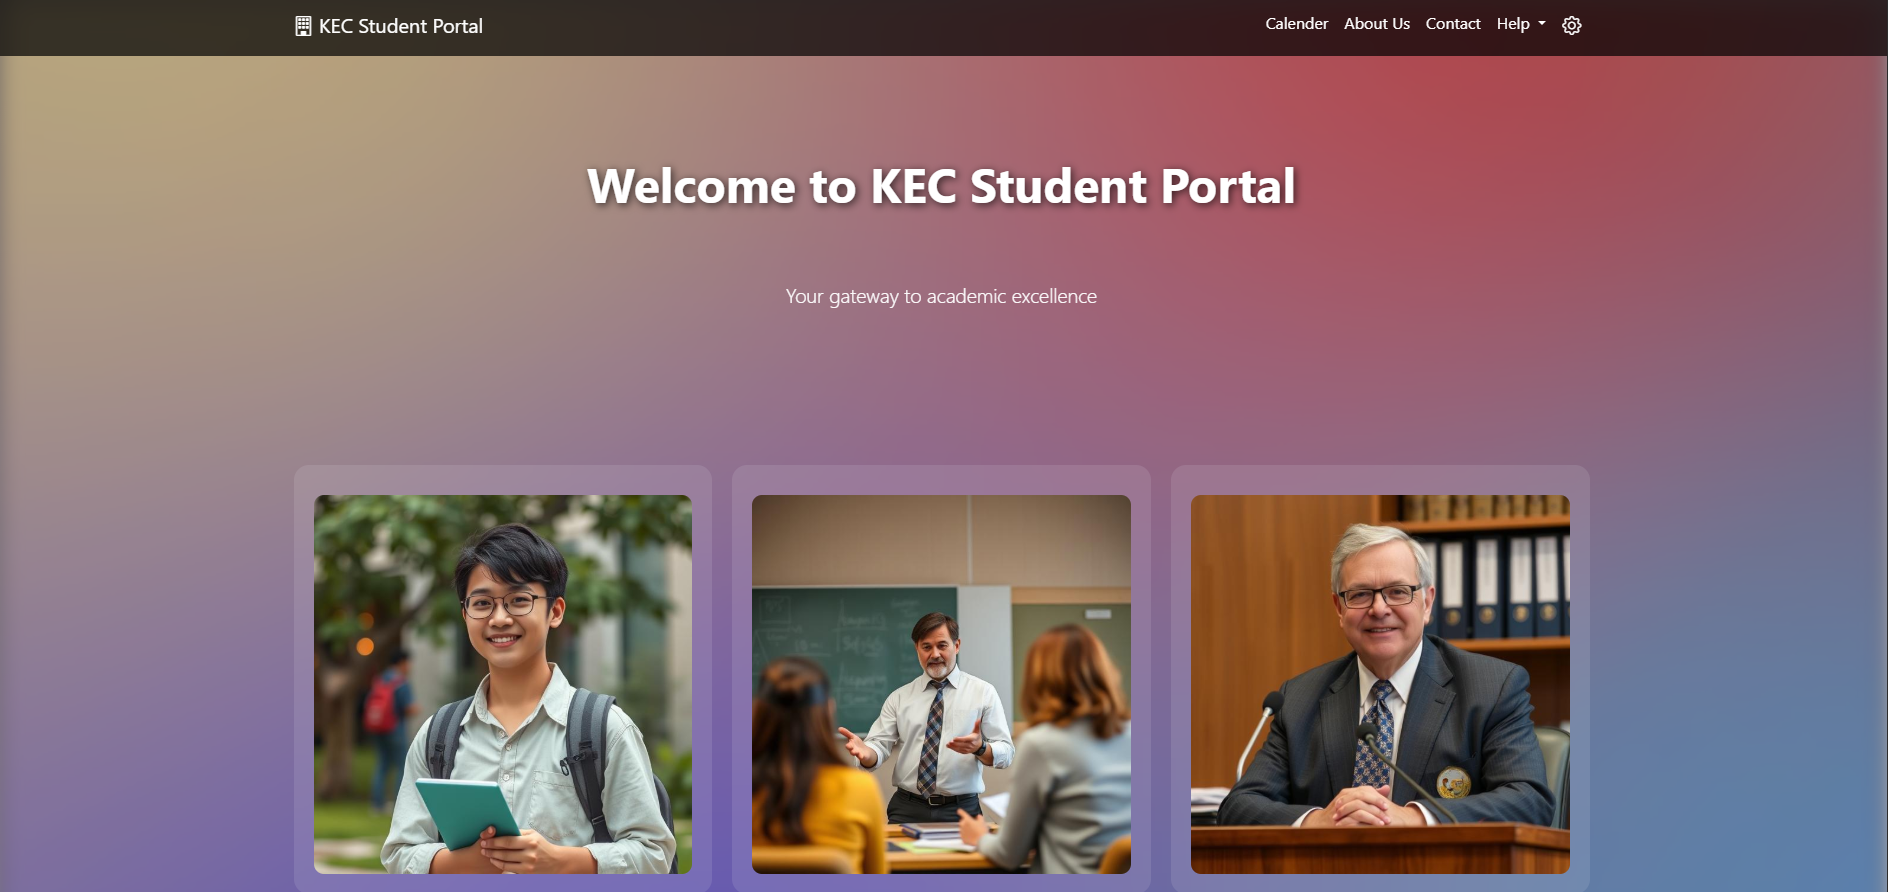 KEC Student Portal
Calender
About Us
Contact
Help
Welcome to KEC Student Portal
Your gateway to academic excellence